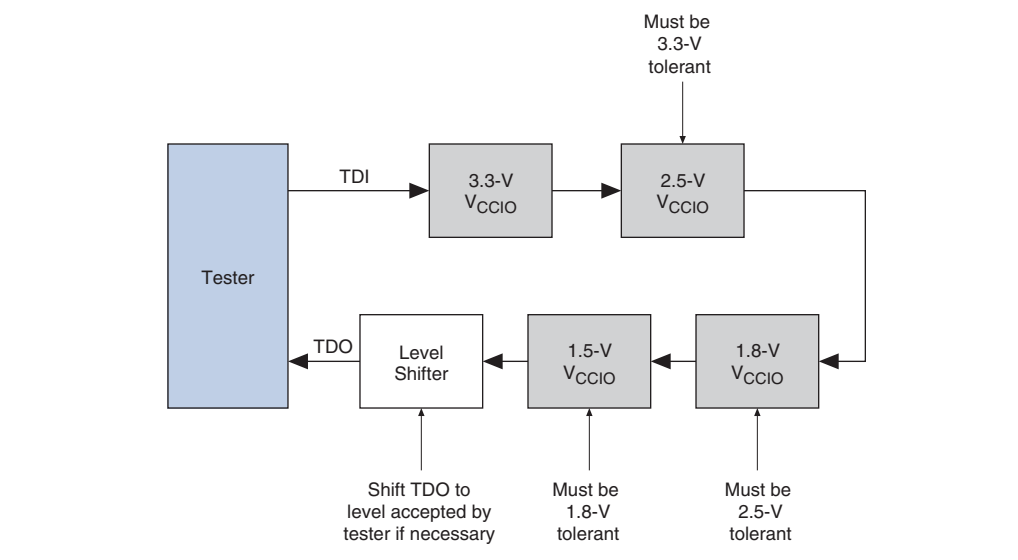 Must be
3.3-V
tolerant
TDI
3.3-V
VCCIO
2.5-V
VCCIO
Tester
TDO
Level
Shifter
1.5-V
VCCIO
1.8-V
VCCIO
Shift TDO to
level accepted by
tester if necessary
Must be
1.8-V
tolerant
Must be
2.5-V
tolerant